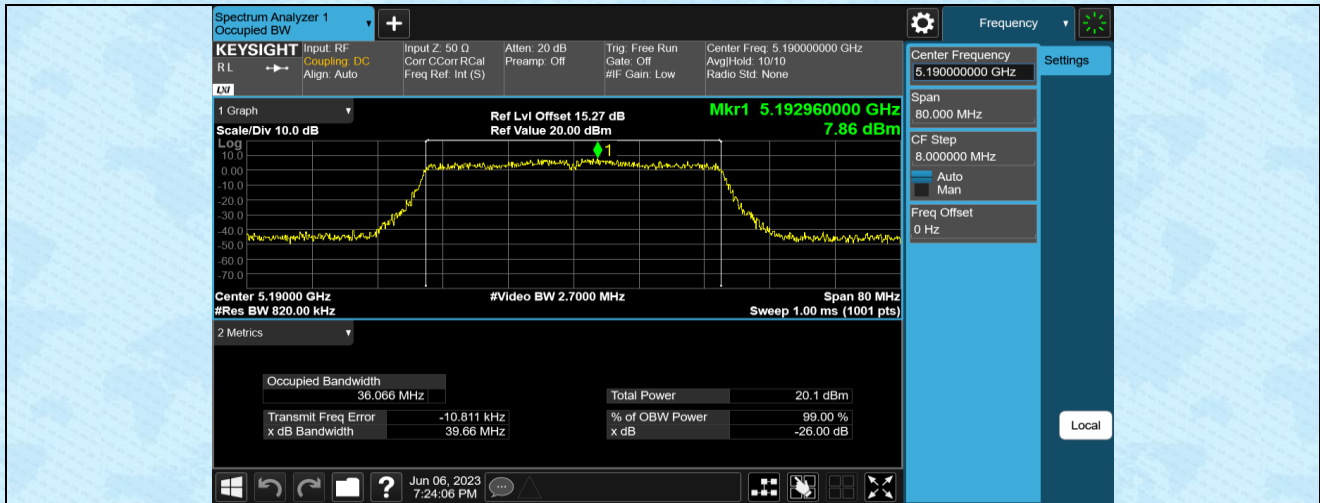 Spectrum Analyzer 1
Occupied BW
Frequency
KEYSIGHT
R L
LXI
Input: RF
Coupling: DC
Align: Auto
Input Z: 50 Ω
Corr CCorr RCal
Freq Ref: Int (S)
Atten: 20 dB
Preamp: Off
Trig: Free Run
Gate: Off
#IF Gain: Low
Center Freq: 5.190000000 GHz
Avg|Hold: 10/10
Radio Std: None
Center Frequency
5.190000000 GHz
Settings
Span
80.000 MHz
CF Step
8.000000 MHz
Auto
Man
Freq Offset
0 Hz
Local
1 Graph
Scale/Div 10.0 dB
Ref Lvl Offset 15.27 dB
Ref Value 20.00 dBm
Mkr1 5.192960000 GHz
7.86 dBm
Log
1
10.0
0.00
-10.0
-20.0
-30.0
-40.0
-50.0
-60.0
-70.0
Center 5.19000 GHz
#Video BW 2.7000 MHz
Span 80 MHz
#Res BW 820.00 kHz
Sweep 1.00 ms (1001 pts)
2 Metrics
Occupied Bandwidth
36.066 MHz
Total Power 20.1 dBm
Transmit Freq Error -10.811 kHz
% of OBW Power 99.00 %
x dB Bandwidth 39.66 MHz
x dB -26.00 dB
?
Jun 06, 2023
7:24:06 PM